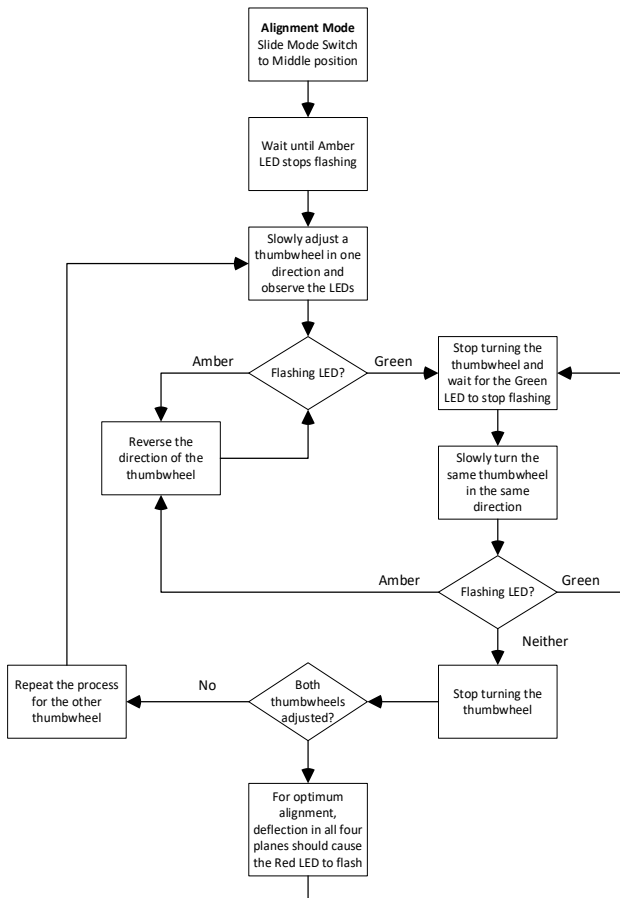 Alignment Mode
Slide Mode Switch
to Middle position
Wait until Amber
LED stops flashing
Slowly adjust a
thumbwheel in one
direction and
observe the LEDs
Amber
Flashing LED?
Green
Stop turning the
thumbwheel and
wait for the Green
LED to stop flashing
Reverse the
direction of the
thumbwheel
Slowly turn the
same thumbwheel
in the same
direction
Amber
Flashing LED?
Green
Neither
Repeat the process
for the other
thumbwheel
No
Both
thumbwheels
adjusted?
Stop turning the
thumbwheel
For optimum
alignment,
deflection in all four
planes should cause
the Red LED to flash